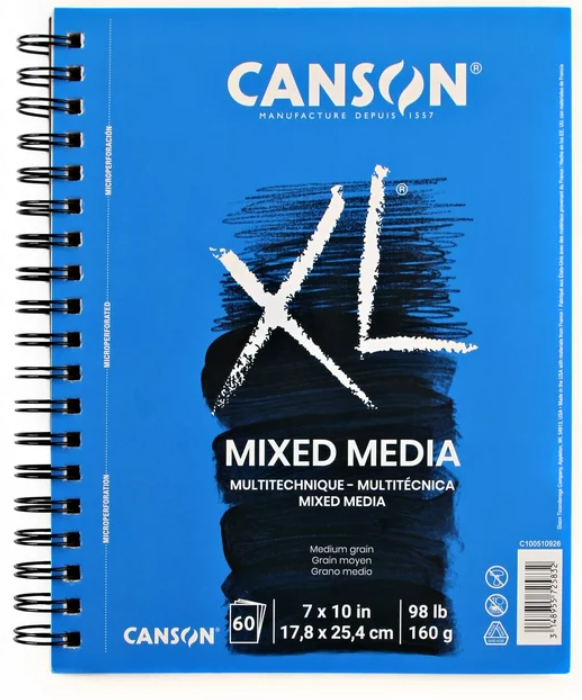 CANSON®
MANUFACTURE DEPUIS 1557
XL®
MICROPERFORACIÓN
MICROPERFORATED
MICROPERFORATION
MIXED MEDIA
MULTITECHNIQUE – MULTITÉCNICA
MIXED MEDIA
Medium grain
Grain moyen
Grano medio
60
7 x 10 in
17,8 x 25,4 cm
98 lb
160 g
CANSON®
C100510926
3 148955 725832